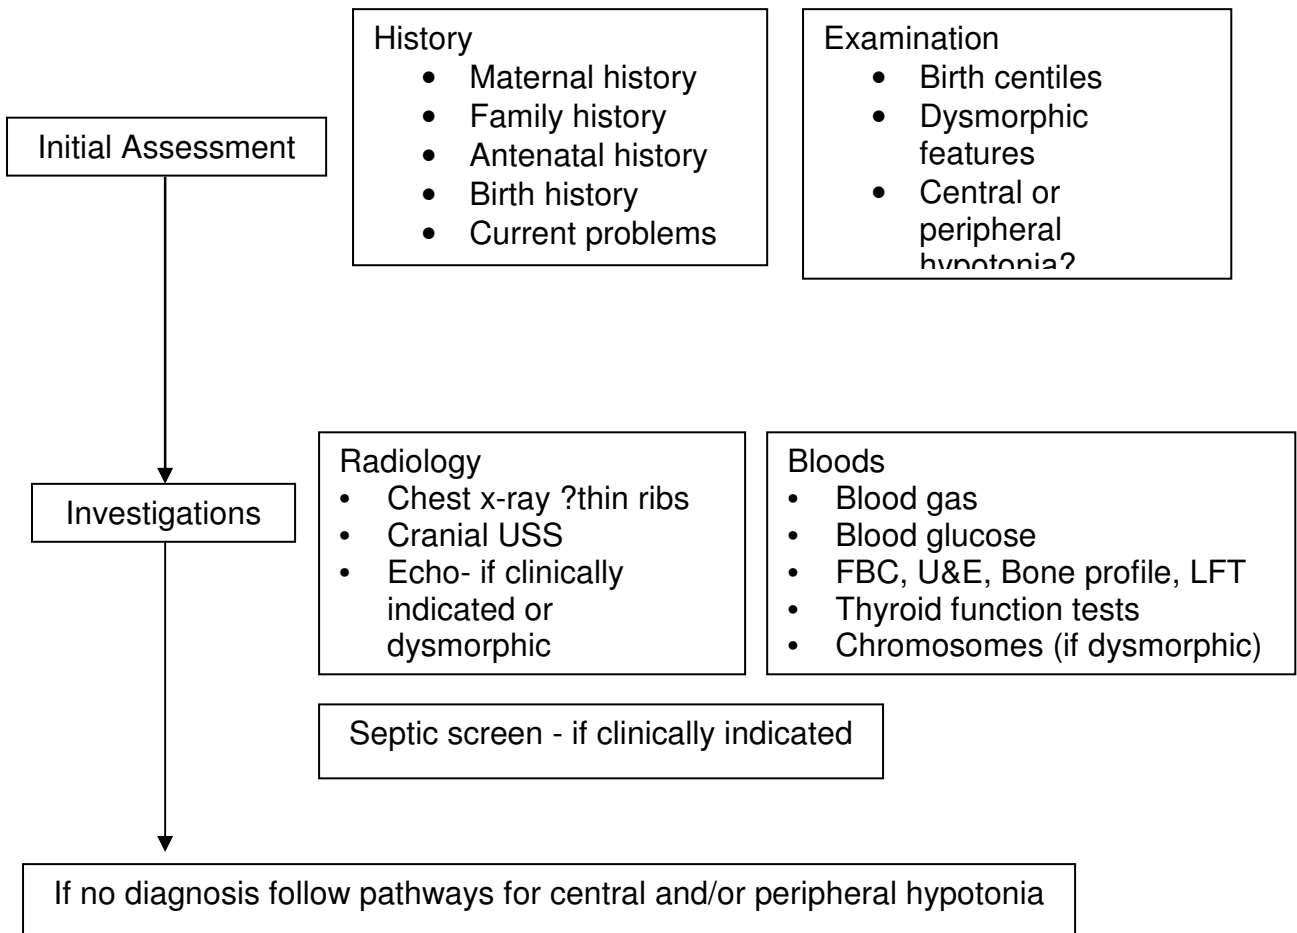 Initial Assessment
History
• Maternal history
• Family history
• Antenatal history
• Birth history
• Current problems
Examination
• Birth centiles
• Dysmorphic
features
• Central or
peripheral
hypotonia?
Investigations
Radiology
• Chest x-ray ?thin ribs
• Cranial USS
• Echo- if clinically
indicated or
dysmorphic
Bloods
• Blood gas
• Blood glucose
• FBC, U&E, Bone profile, LFT
• Thyroid function tests
• Chromosomes (if dysmorphic)
Septic screen - if clinically indicated
If no diagnosis follow pathways for central and/or peripheral hypotonia